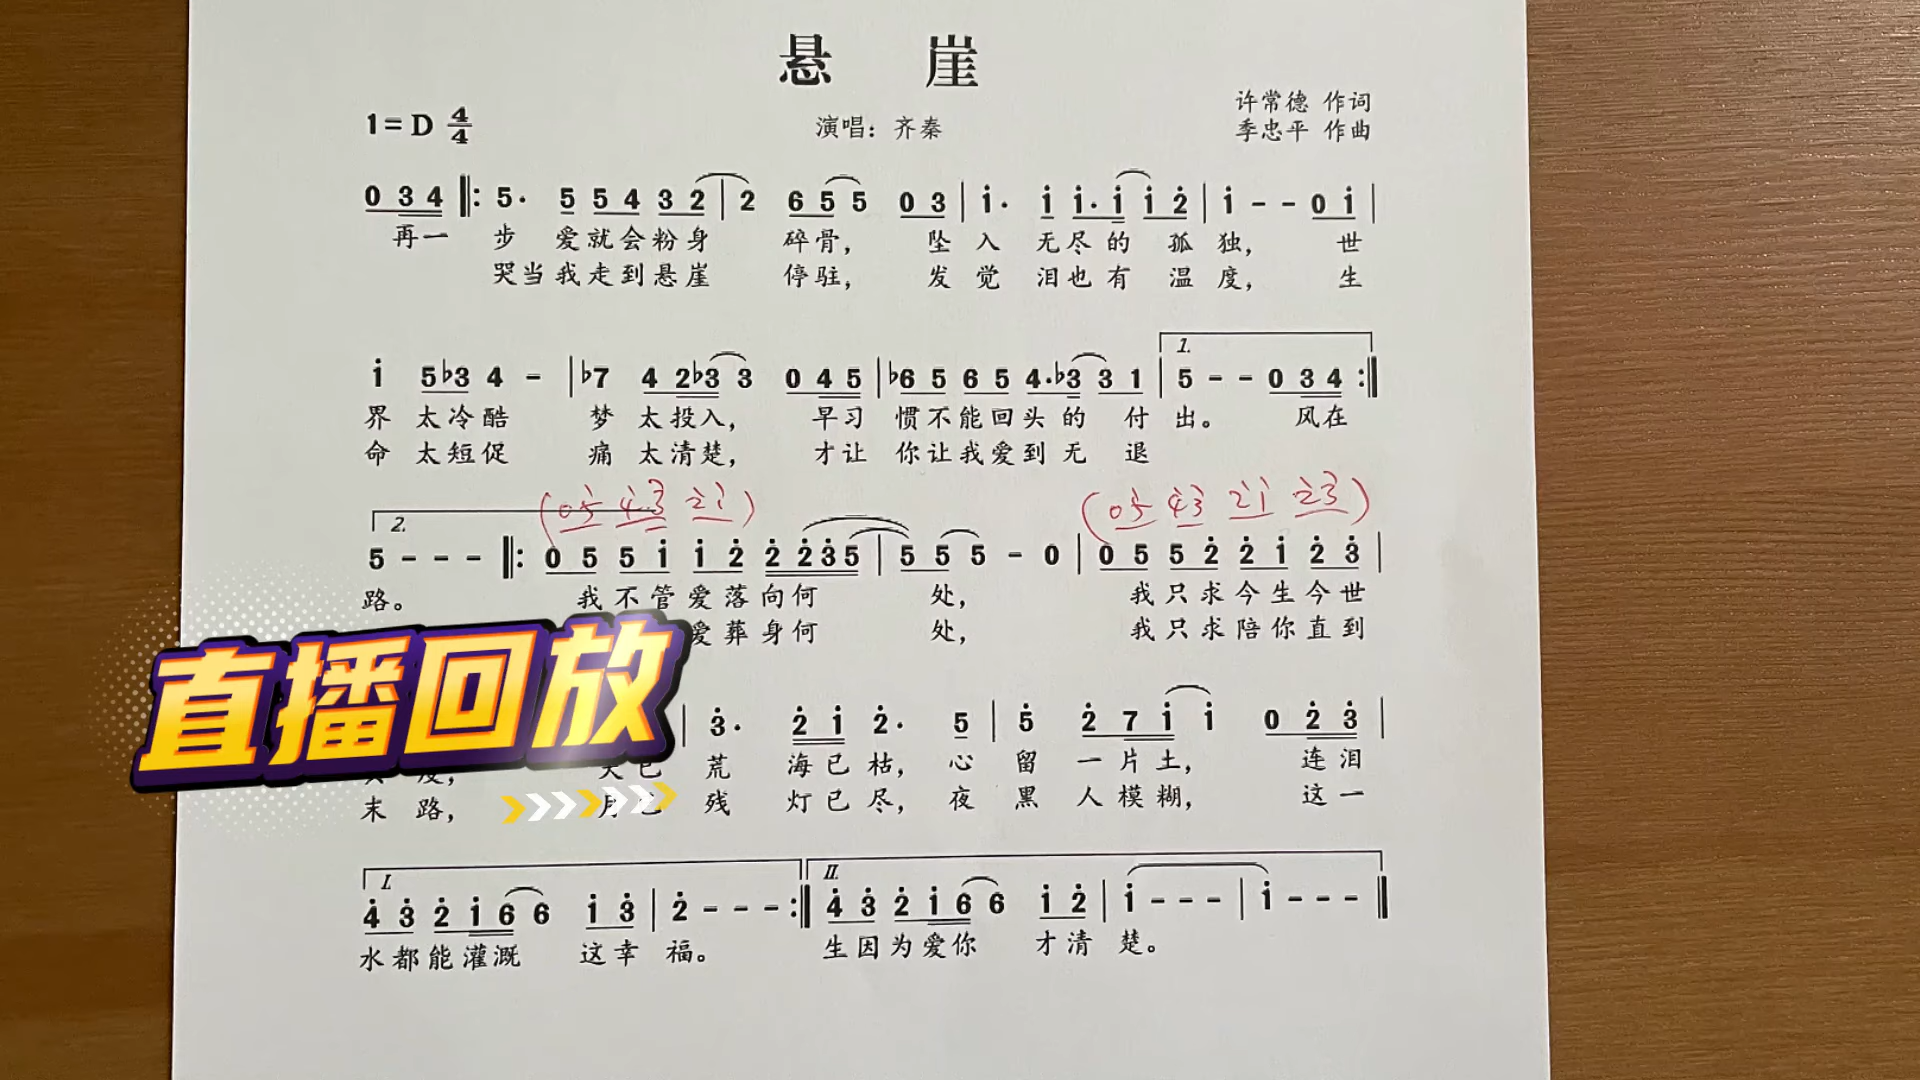 悬 崖
1=D 4/4
演唱：齐秦
许常德 作词
季忠平 作曲
0 3 4 ‖: 5· 5 5 4 3 2 | 2 6 5 5 0 3 | i· i i· i i 2̇ | i - - 0 i |
再一 步 爱就会粉身 碎骨， 坠 入 无尽的 孤 独， 世
哭当我走到悬崖 停驻， 发 觉 泪也有 温 度， 生
i 5 ♭3 4 - | ♭7 4 2 ♭3 3 0 4 5 | ♭6 5 6 5 4·♭3 3 1 | 1. 5 - - 0 3 4 :‖
界 太冷酷 梦 太投入， 早习 惯不能回头的 付 出。 风在
命 太短促 痛 太清楚， 才让 你让我爱到无 退
(0 5̇ 4̇ 3̇ 2̇ i) (0 5̇ 4̇ 3̇ 2̇ i 2̇ 3̇)
2. 5 - - - ‖: 0 5 5 i i 2̇ 2̇ 2̇ 3̇ 5 | 5 5 5 - 0 | 0 5 5 2̇ 2̇ i 2̇ 3̇ |
路。 我不管爱落向何 处， 我只求今生今世
爱葬身何 处， 我只求陪你直到
直播回放
| 3̇· 2̇ i 2̇· 5 | 5̇ 2̇ 7 i i 0 2̇ 3̇ |
荒 海已枯， 心 留 一片土， 连泪
末 路， 残 灯已尽， 夜 黑 人模糊， 这一
I. 4̇ 3̇ 2̇ i 6 6 i 3̇ | 2̇ - - - :‖ II. 4̇ 3̇ 2̇ i 6 6 i 2̇ | i - - - | i - - - ‖
水都能灌溉 这幸 福。 生因为爱你 才清 楚。